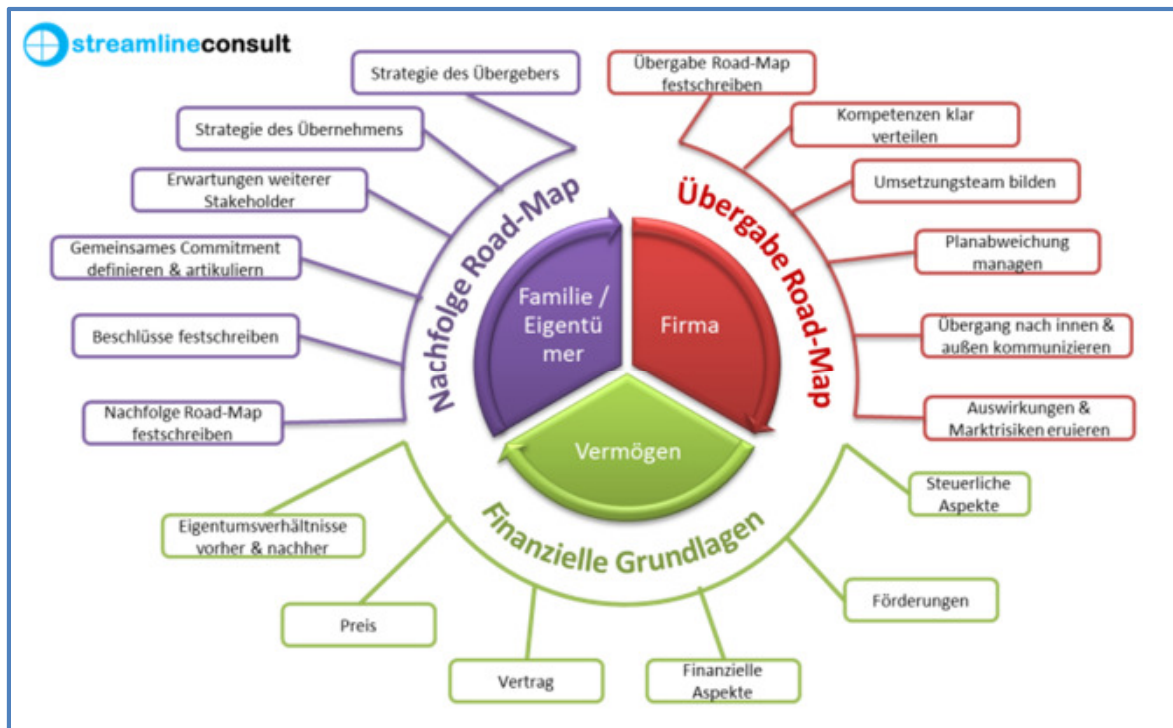 streamlineconsult
Strategie des Übergebers
Strategie des Übernehmens
Erwartungen weiterer
Stakeholder
Gemeinsames Commitment
definieren & artikuliern
Beschlüsse festschreiben
Nachfolge Road-Map
festschreiben
Nachfolge Road-Map
Familie /
Eigentü
mer
Übergabe Road-Map
festschreiben
Kompetenzen klar
verteilen
Umsetzungsteam bilden
Planabweichung
managen
Übergang nach innen &
außen kommunizieren
Auswirkungen &
Marktrisiken eruieren
Übergabe Road-Map
Firma
Vermögen
Finanzielle Grundlagen
Eigentumsverhältnisse
vorher & nachher
Preis
Vertrag
Finanzielle
Aspekte
Förderungen
Steuerliche
Aspekte